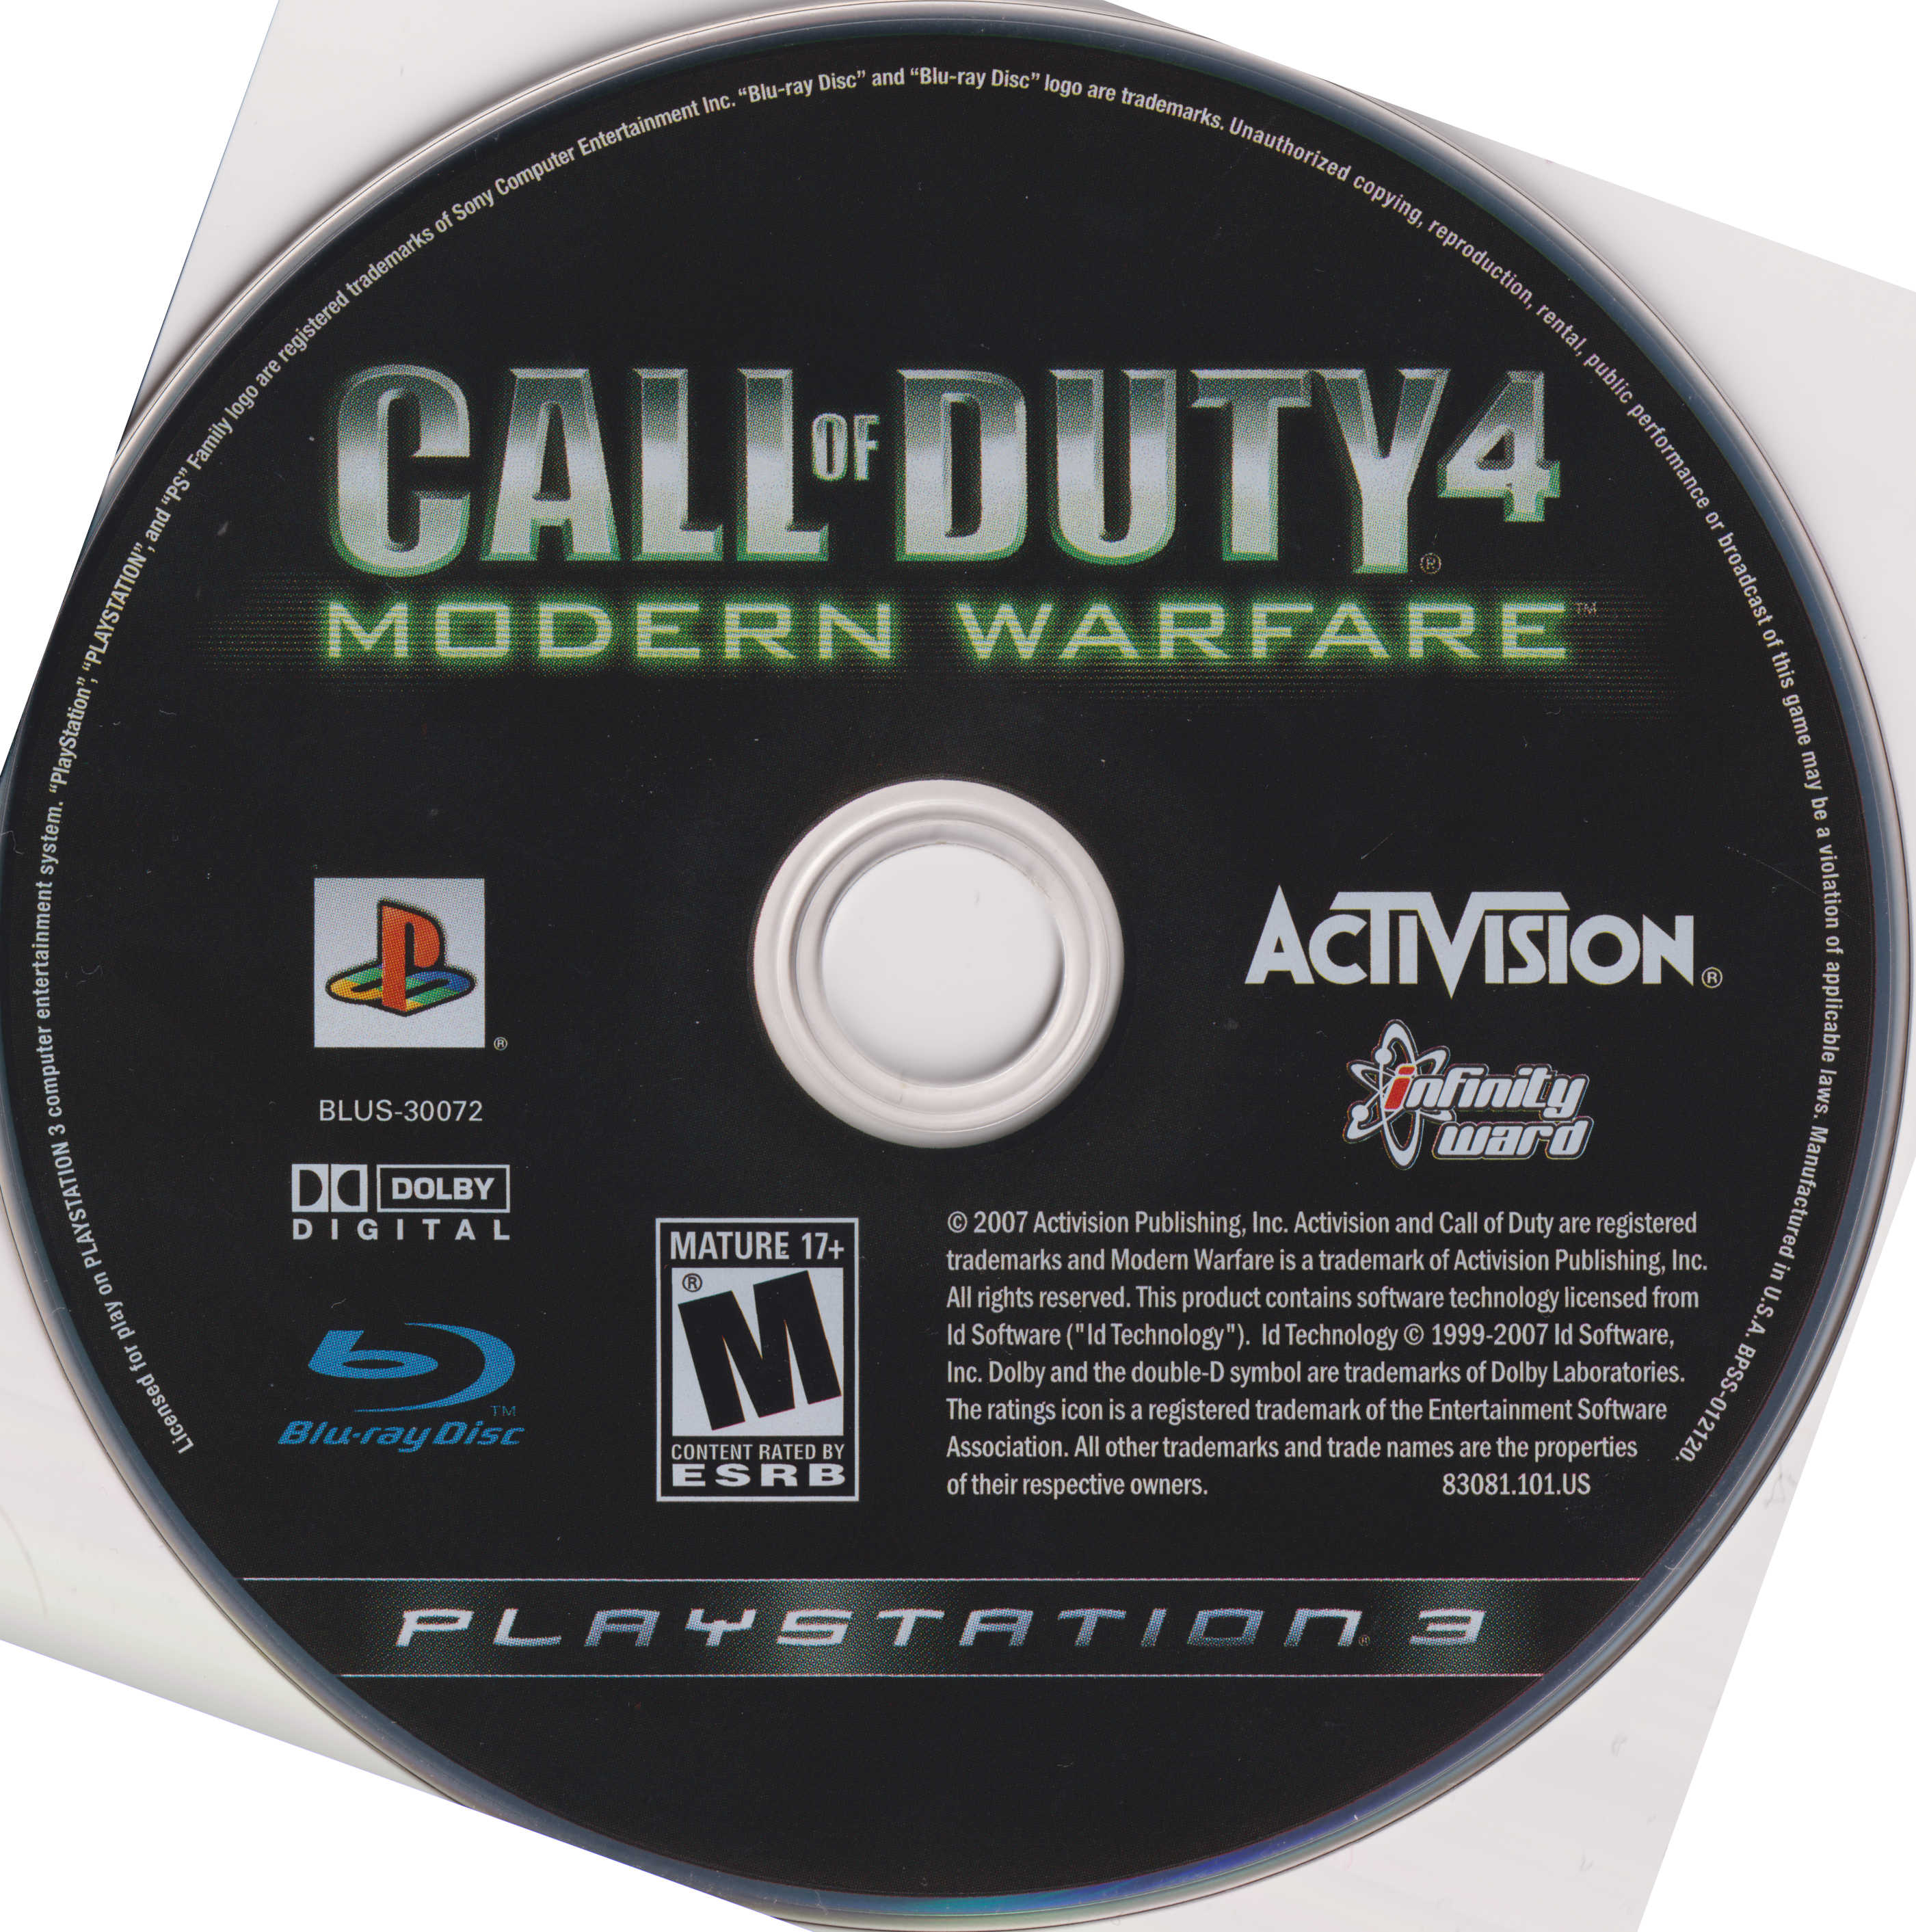 Licensed for play on PLAYSTATION 3 computer entertainment system. “PlayStation”, “PLAYSTATION”, and “PS” Family logo are registered trademarks of Sony Computer Entertainment Inc. “Blu-ray Disc” and “Blu-ray Disc” logo are trademarks. Unauthorized copying, reproduction, rental, public performance or broadcast of this game may be a violation of applicable laws. Manufactured in U.S.A. BPSS-012120.
CALL OF DUTY 4®
MODERN WARFARE™
ACTIVISION®
infinity
ward
®
BLUS-30072
DOLBY
DIGITAL
Blu-ray Disc™
MATURE 17+
®
M
CONTENT RATED BY
ESRB
© 2007 Activision Publishing, Inc. Activision and Call of Duty are registered
trademarks and Modern Warfare is a trademark of Activision Publishing, Inc.
All rights reserved. This product contains software technology licensed from
Id Software ("Id Technology"). Id Technology © 1999-2007 Id Software,
Inc. Dolby and the double-D symbol are trademarks of Dolby Laboratories.
The ratings icon is a registered trademark of the Entertainment Software
Association. All other trademarks and trade names are the properties
of their respective owners. 83081.101.US
PLAYSTATION®3